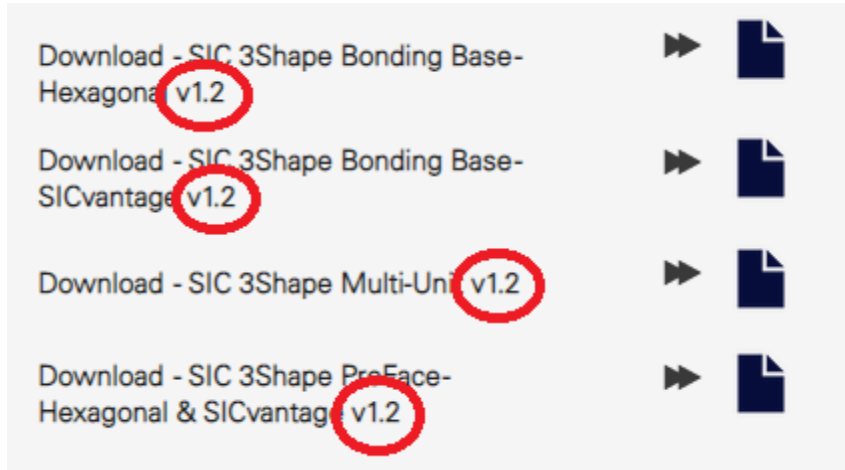 Download - SIC 3Shape Bonding Base-
Hexagonal v1.2
Download - SIC 3Shape Bonding Base-
SICvantage v1.2
Download - SIC 3Shape Multi-Unit v1.2
Download - SIC 3Shape PreFace-
Hexagonal & SICvantage v1.2